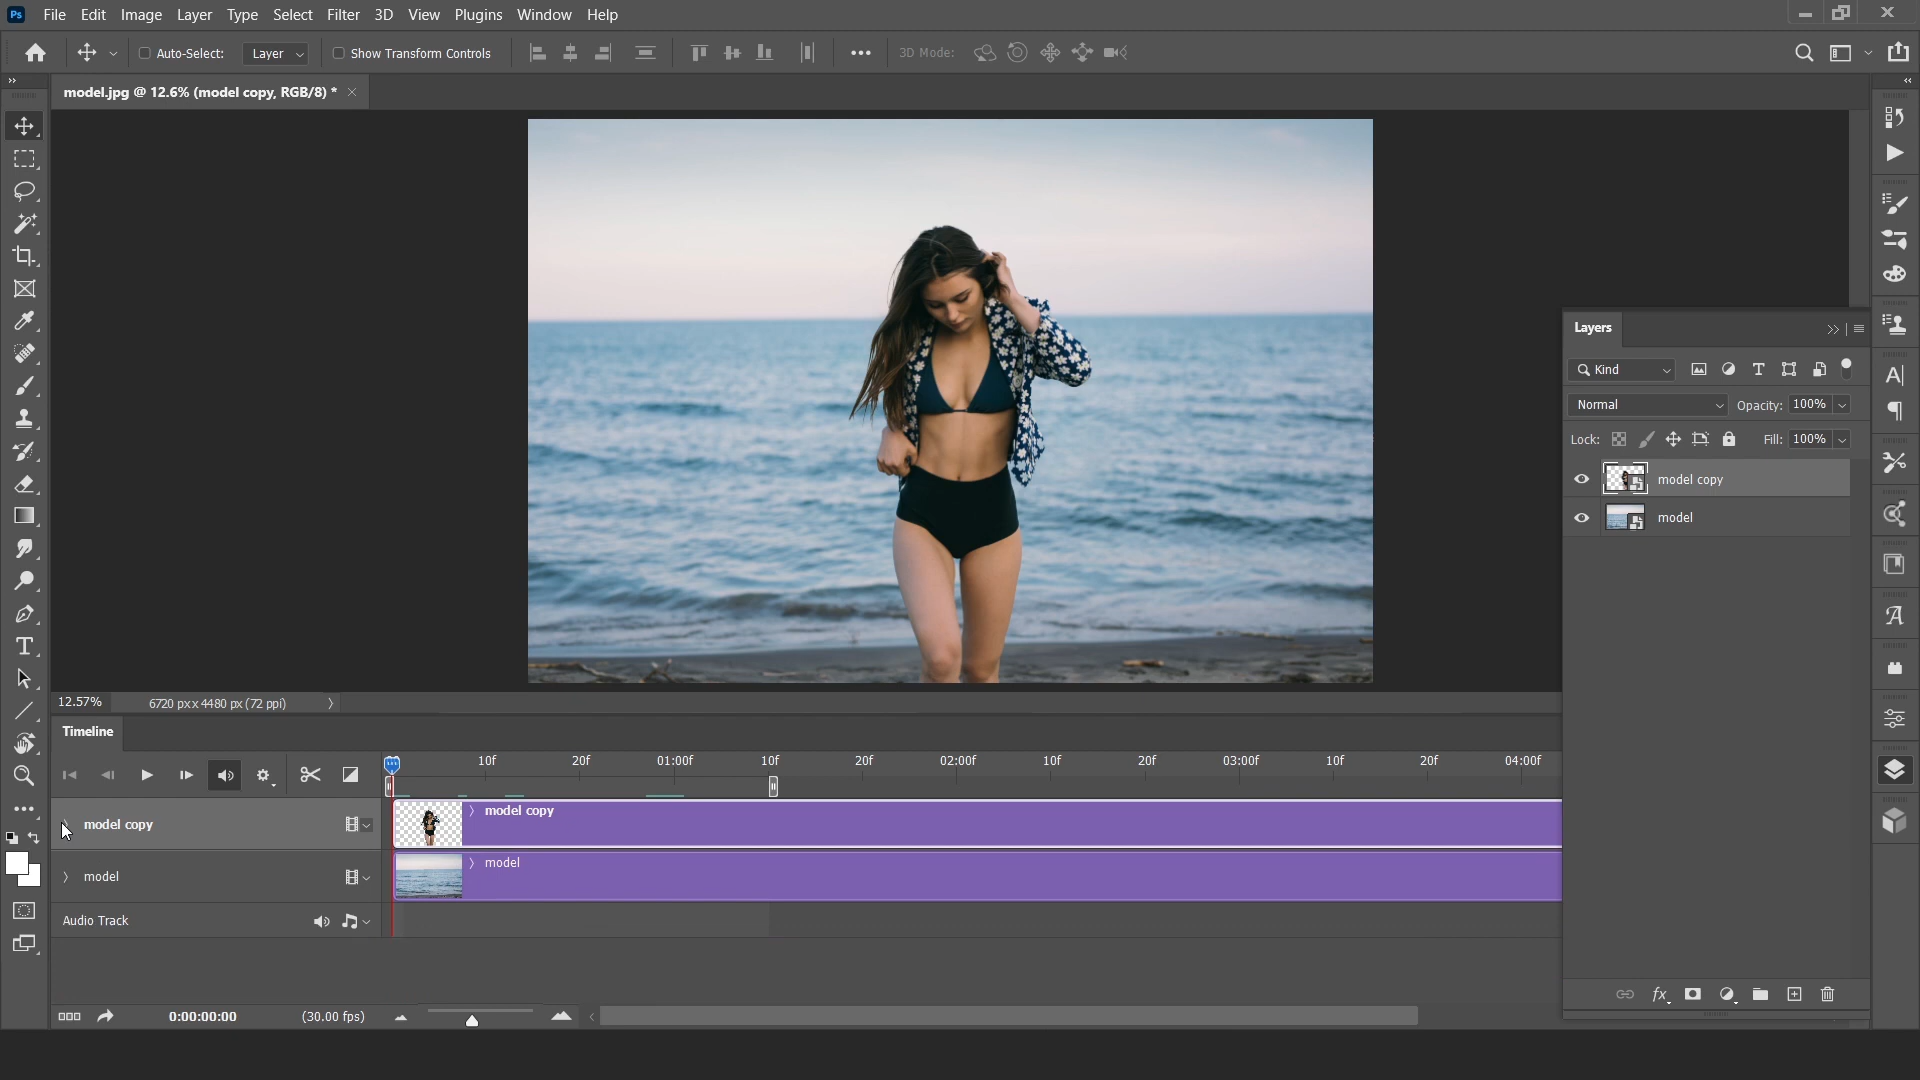 Ps File Edit Image Layer Type Select Filter 3D View Plugins Window Help
Auto-Select: Layer Show Transform Controls 3D Mode:
model.jpg @ 12.6% (model copy, RGB/8) *
Layers
Kind
Normal Opacity: 100%
Lock: Fill: 100%
model copy
model
12.57% 6720 px x 4480 px (72 ppi)
Timeline
10f 20f 01:00f 10f 20f 02:00f 10f 20f 03:00f 10f 20f 04:00f
model copy model copy
model model
Audio Track
0:00:00:00 (30.00 fps)